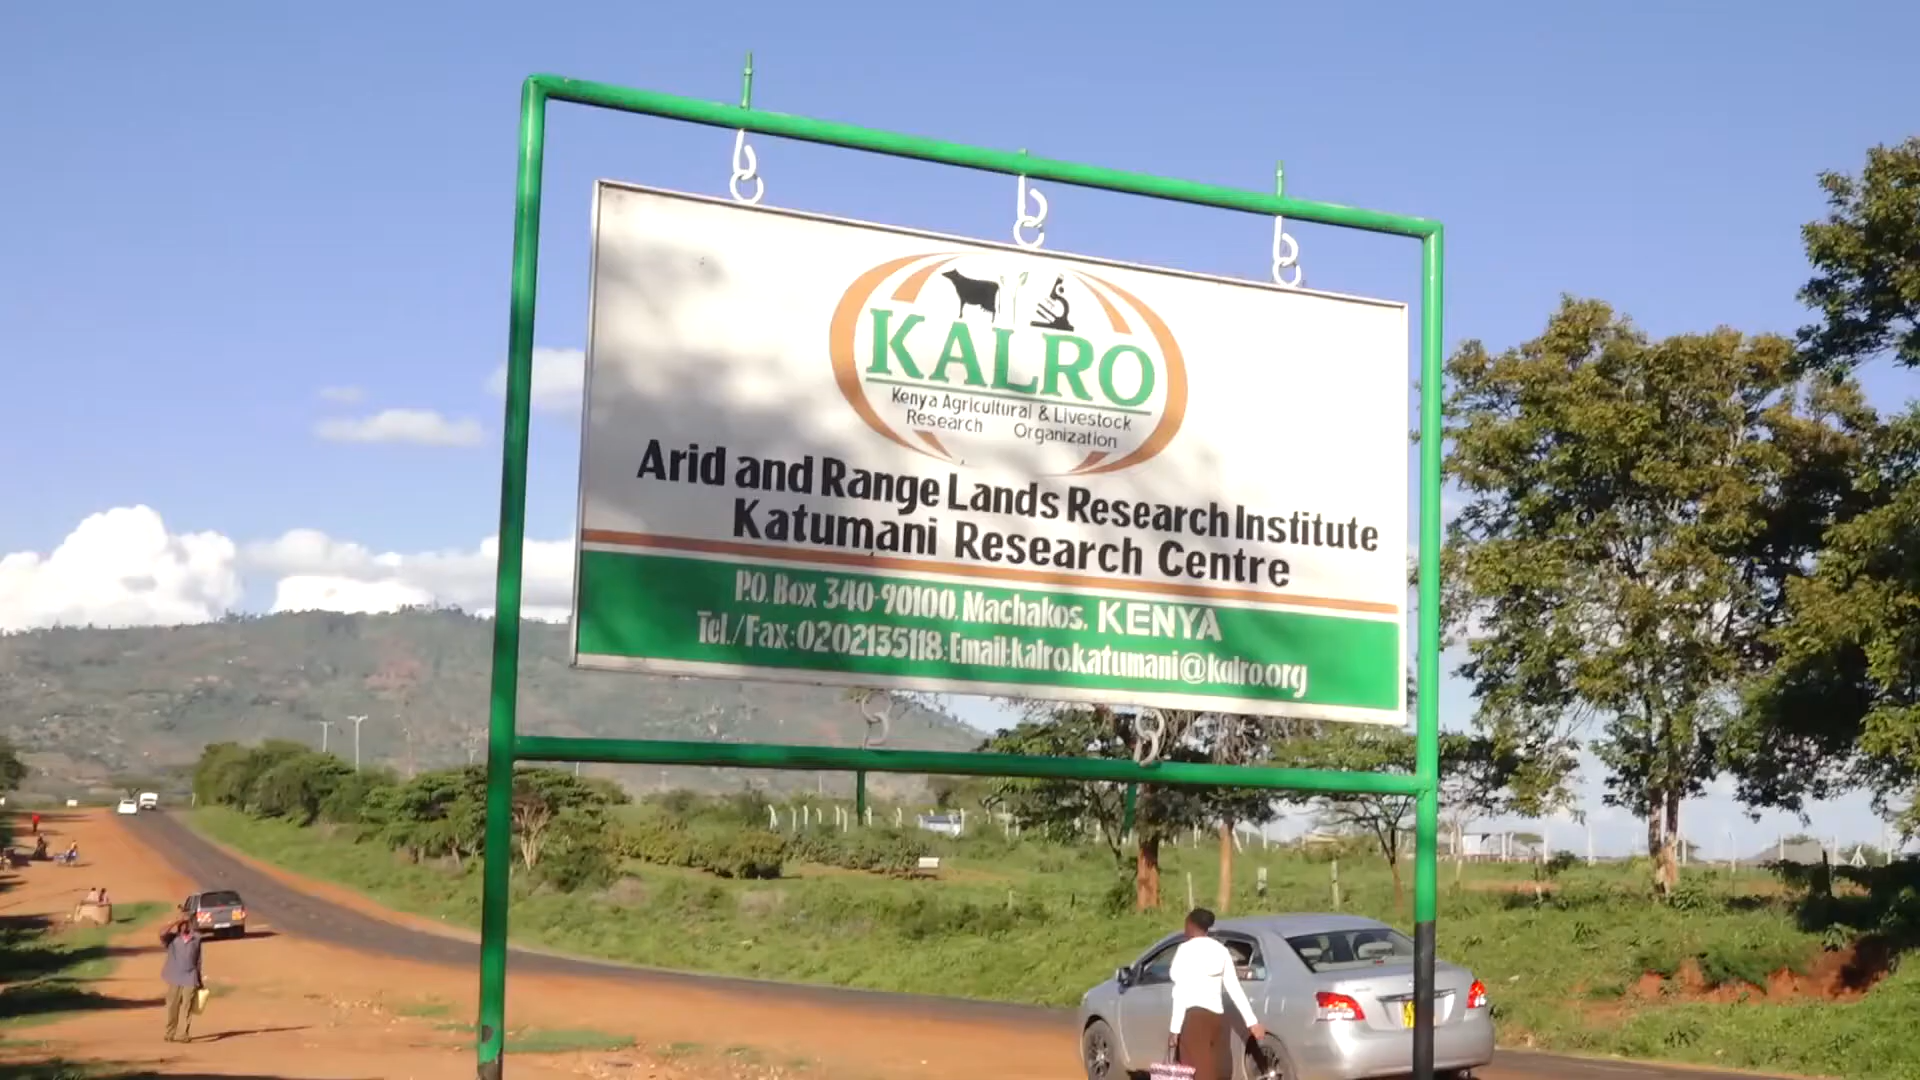 KALRO
Kenya Agricultural & Livestock
Research Organization
Arid and Range Lands Research Institute
Katumani Research Centre
P.O. Box 340-90100, Machakos, KENYA
Tel./Fax:0202135118:Email:kalro.katumani@kalro.org